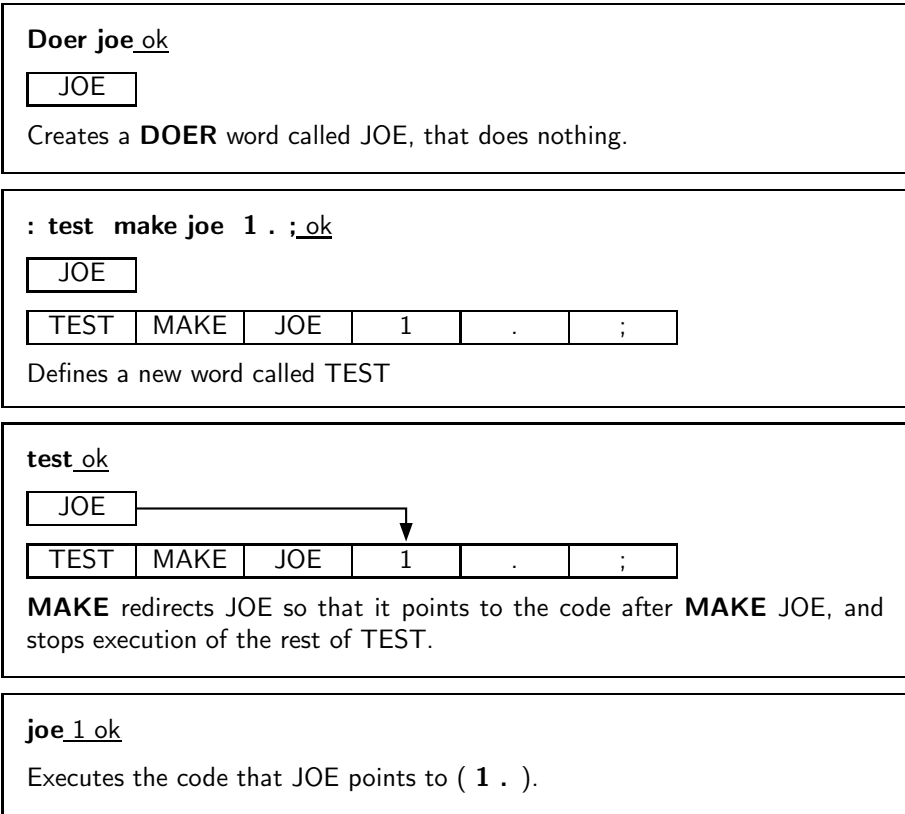 Doer joe ok
JOE
Creates a DOER word called JOE, that does nothing.
: test make joe 1 . ; ok
JOE
TEST MAKE JOE 1 . ;
Defines a new word called TEST
test ok
JOE
TEST MAKE JOE 1 . ;
MAKE redirects JOE so that it points to the code after MAKE JOE, and
stops execution of the rest of TEST.
joe 1 ok
Executes the code that JOE points to ( 1 . ).